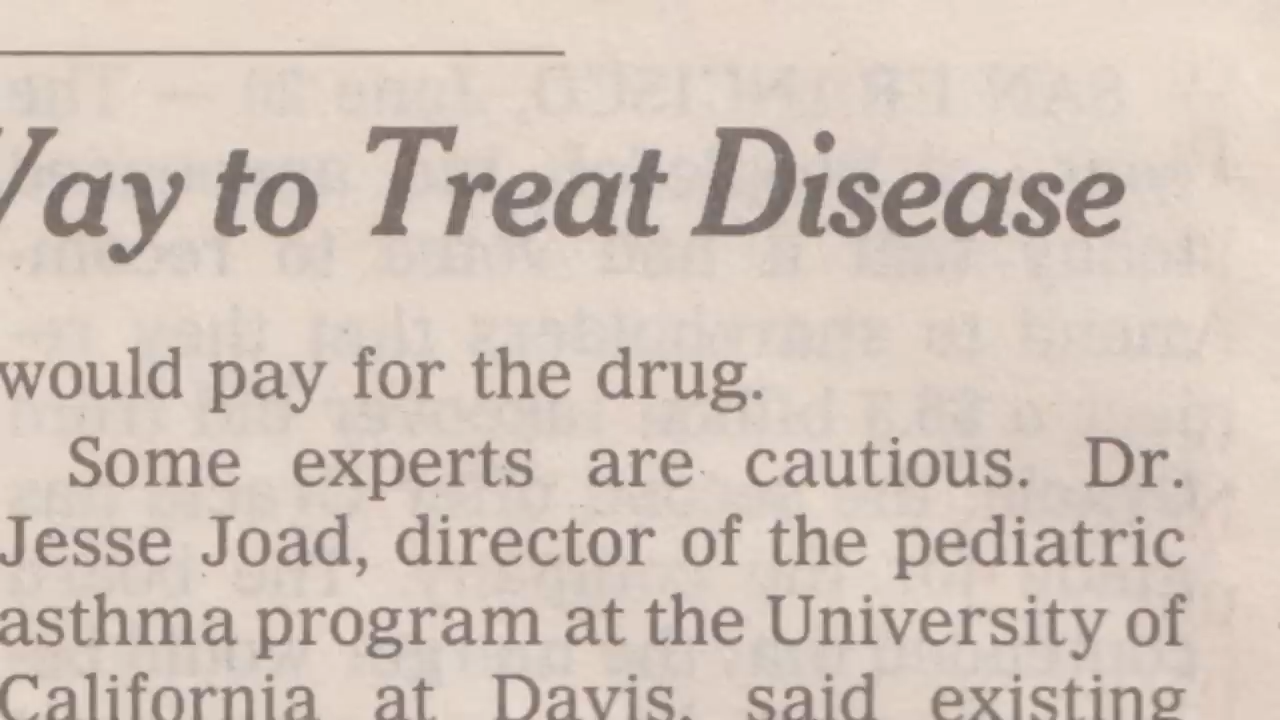 Way to Treat Disease
would pay for the drug.
Some experts are cautious. Dr.
Jesse Joad, director of the pediatric
asthma program at the University of
California at Davis, said existing